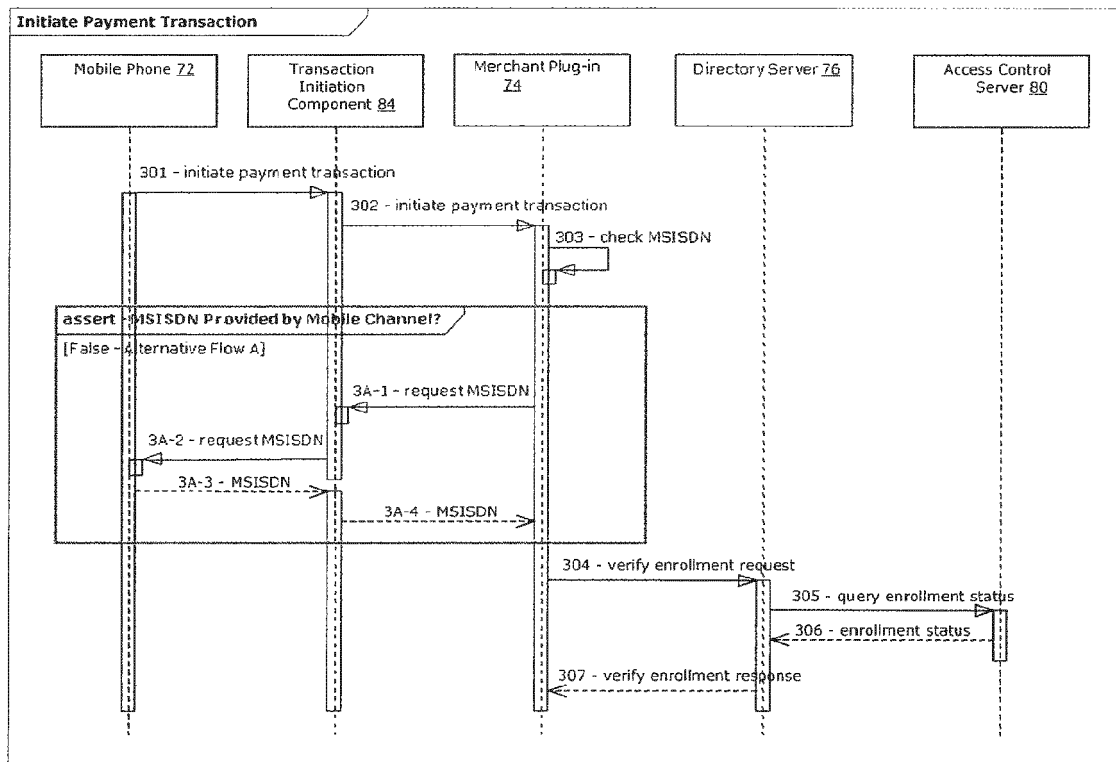 Initiate Payment Transaction
Mobile Phone 72
Transaction
Initiation
Component 84
Merchant Plug-in
74
Directory Server 76
Access Control
Server 80
301 - initiate payment transaction
302 - initiate payment transaction
303 - check MSISDN
assert - MSISDN Provided by Mobile Channel?
[False - Alternative Flow A]
3A-1 - request MSISDN
3A-2 - request MSISDN
3A-3 - MSISDN
3A-4 - MSISDN
304 - verify enrollment request
305 - query enrollment status
306 - enrollment status
307 - verify enrollment response